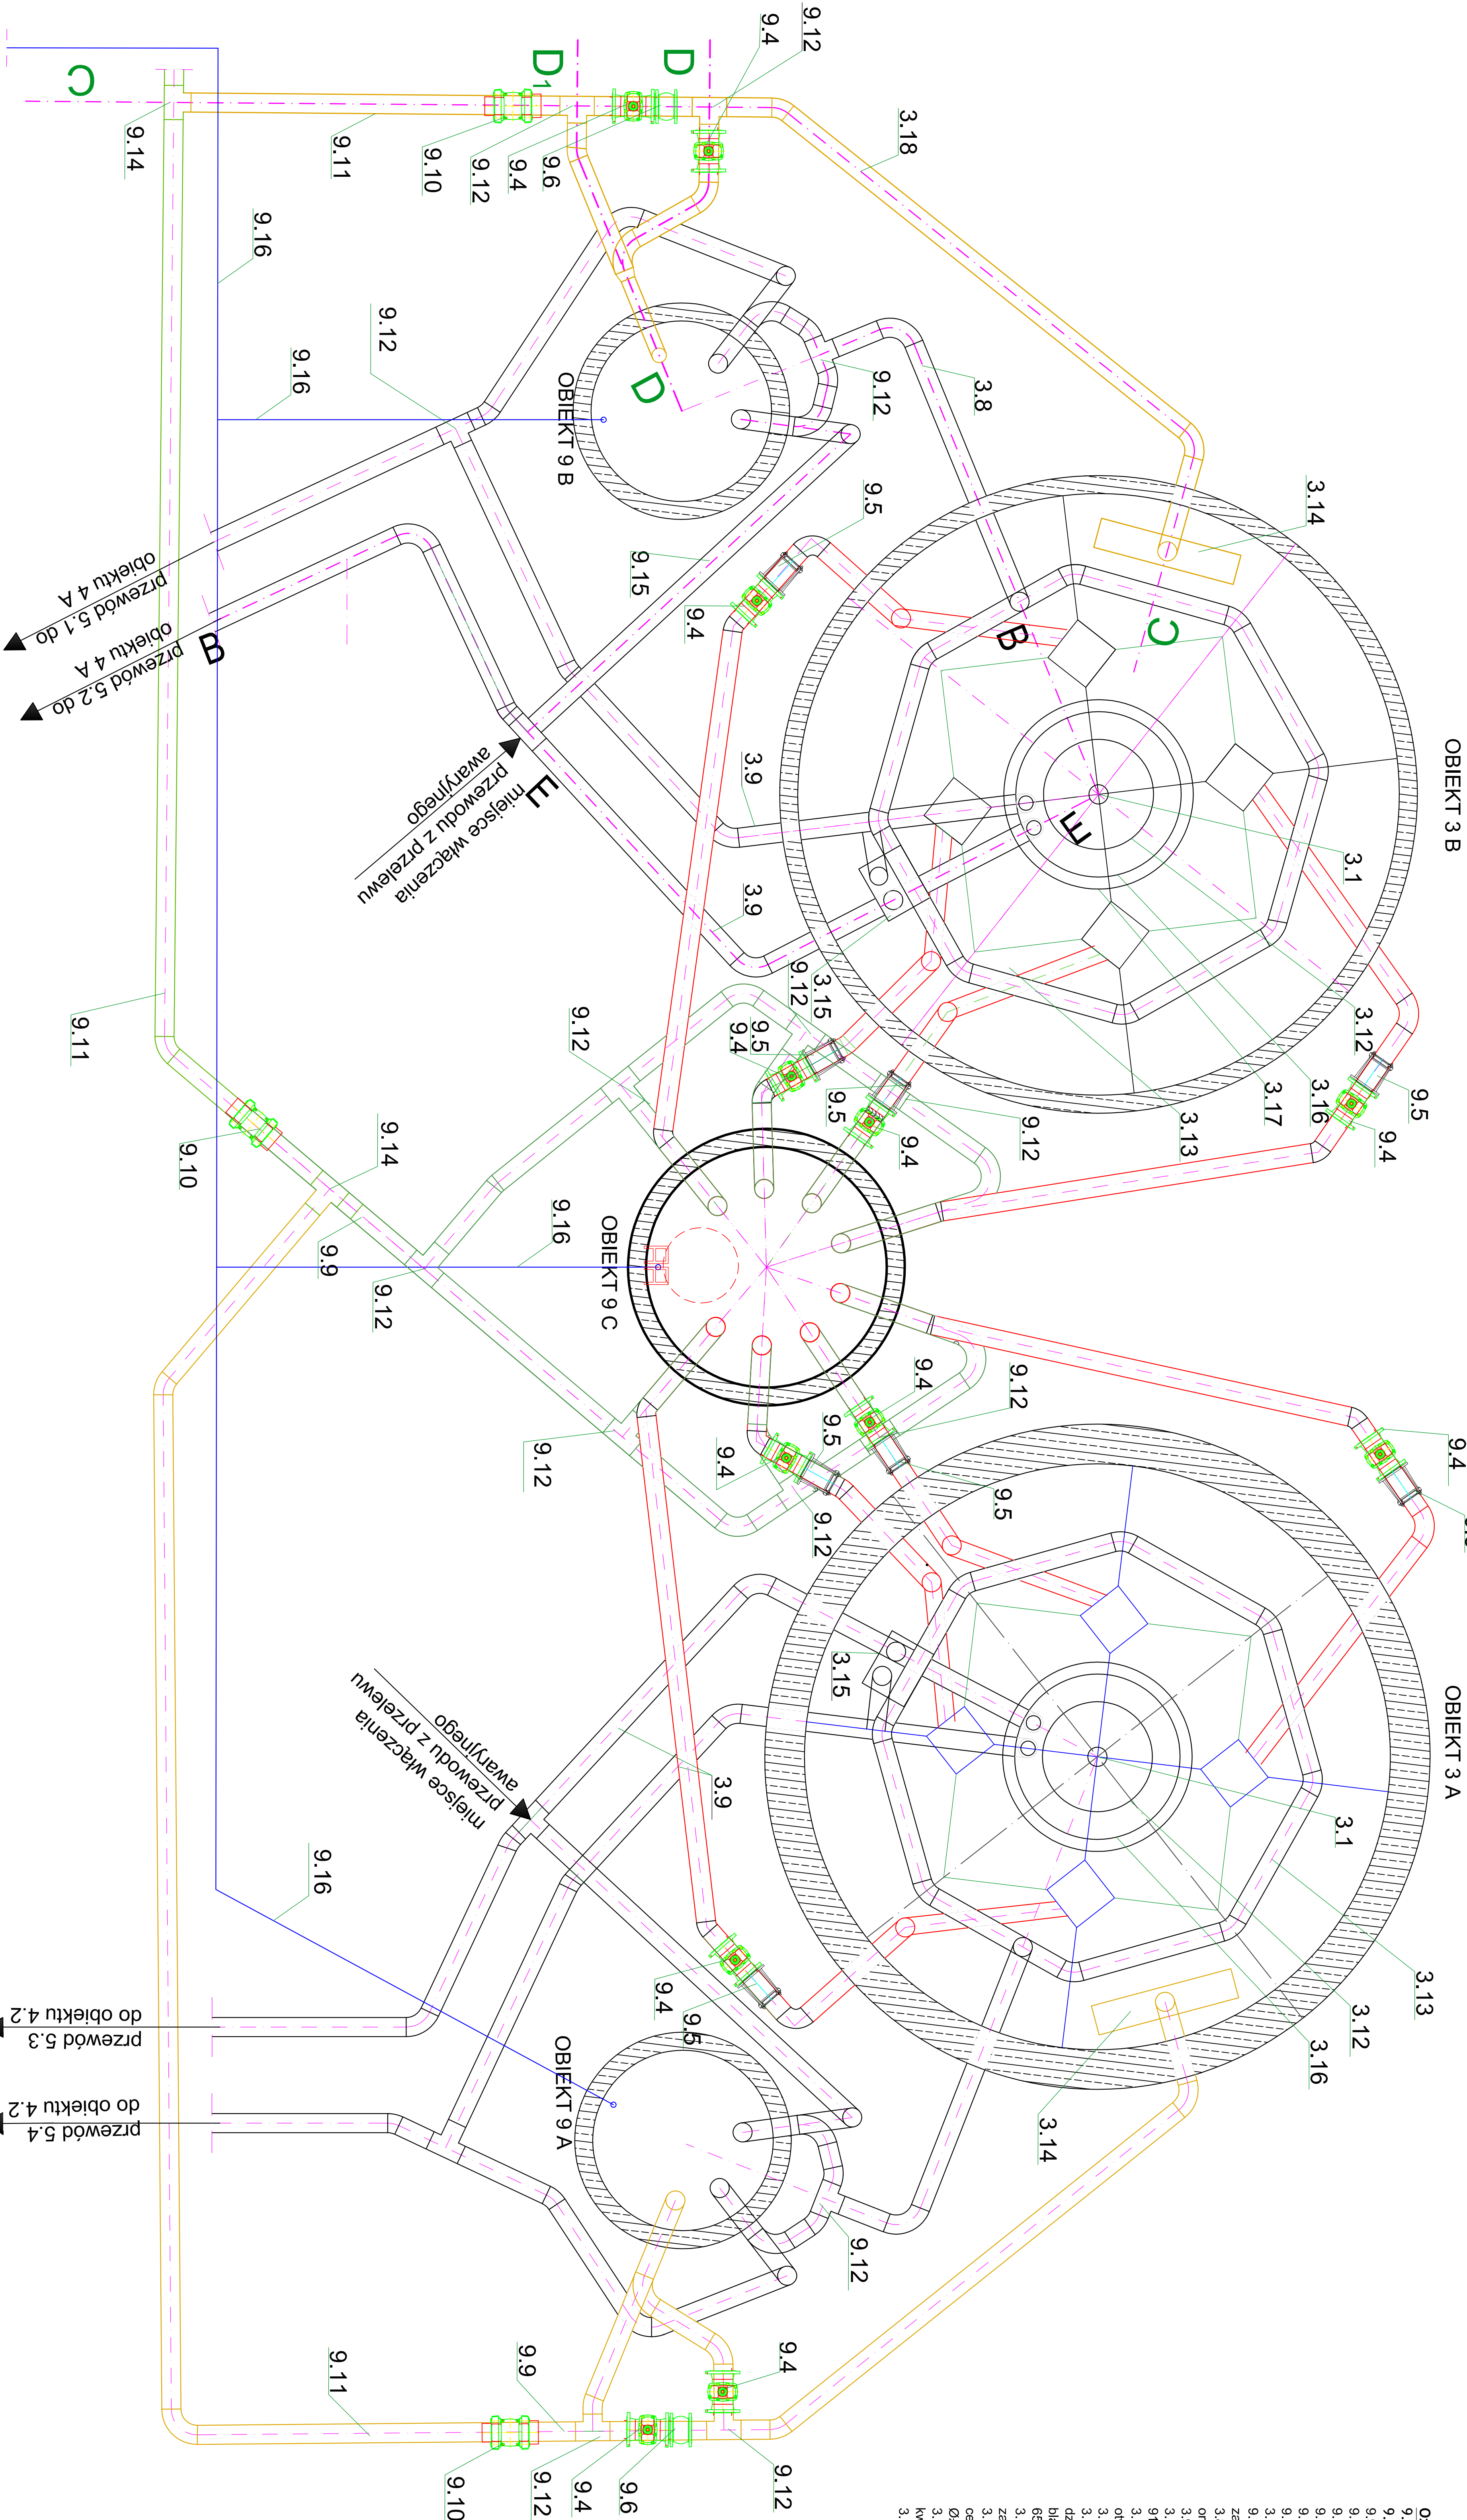 9.12
9.4
D
D1
C
3.18
9.14
9.11
9.10
9.12
9.4
9.6
9.16
9.12
9.16
OBIEKT 9 B
D
9.12
3.8
3.14
9.5
9.15
9.4
B
C
OBIEKT 3 B
przewód 5.1 do
obiektu 4 A
przewód 5.2 do
obiektu 4 A
B
E
miejsce włączenia
przewodu z przelewu
awaryjnego
3.9
3.9
E
3.1
3.12
3.16
3.17
3.13
9.5
9.4
3.15
9.12
9.5
9.4
9.12
9.5
9.4
9.12
9.11
9.10
9.14
9.9
9.12
9.16
OBIEKT 9 C
9.4
9.12
9.5
9.5
9.4
9.12
9.12
9.4
OBIEKT 3 A
3.15
3.1
3.13
3.12
3.16
3.14
3.9
miejsce włączenia
przewodu z przelewu
awaryjnego
9.16
9.4
9.5
OBIEKT 9 A
przewód 5.3
do obiektu 4.2
przewód 5.4
do obiektu 4.2
9.12
9.4
9.11
9.9
9.10
9.12
9.4
9.6
9.12